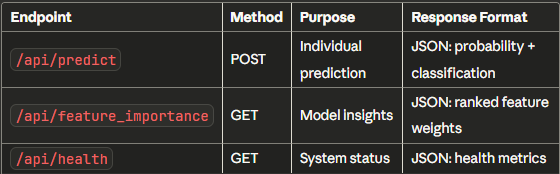 Endpoint Method Purpose Response Format
/api/predict POST Individual prediction JSON: probability + classification
/api/feature_importance GET Model insights JSON: ranked feature weights
/api/health GET System status JSON: health metrics